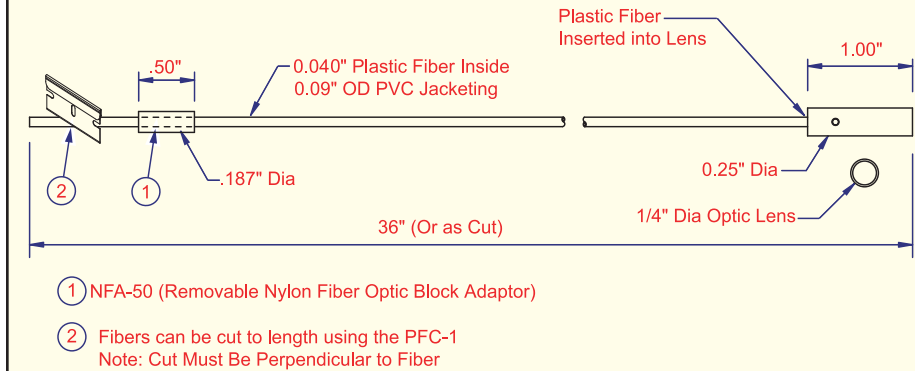 Plastic Fiber
Inserted into Lens
1.00"
.50"
0.040" Plastic Fiber Inside
0.09" OD PVC Jacketing
.187" Dia
0.25" Dia
2
1
1/4" Dia Optic Lens
36" (Or as Cut)
1 NFA-50 (Removable Nylon Fiber Optic Block Adaptor)
2 Fibers can be cut to length using the PFC-1
Note: Cut Must Be Perpendicular to Fiber